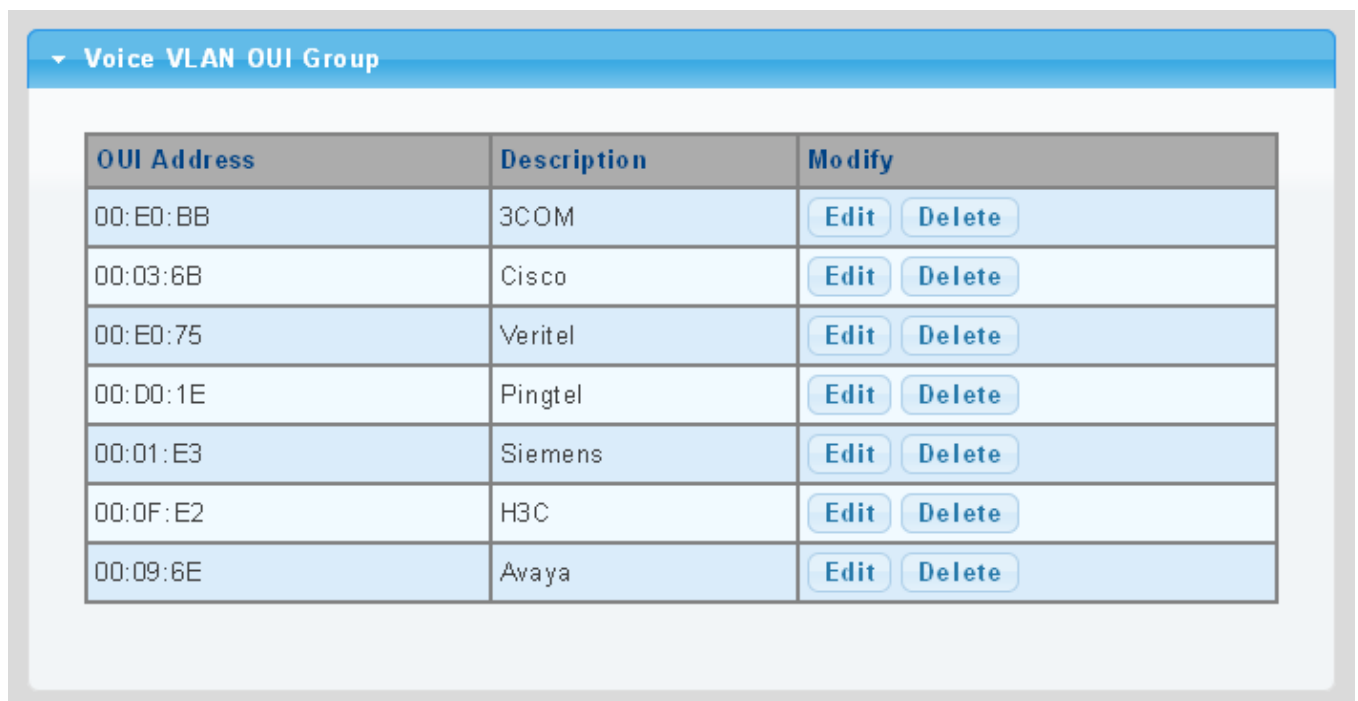 Voice VLAN OUI Group
OUI Address Description Modify
00:E0:BB 3COM Edit Delete
00:03:6B Cisco Edit Delete
00:E0:75 Veritel Edit Delete
00:D0:1E Pingtel Edit Delete
00:01:E3 Siemens Edit Delete
00:0F:E2 H3C Edit Delete
00:09:6E Avaya Edit Delete